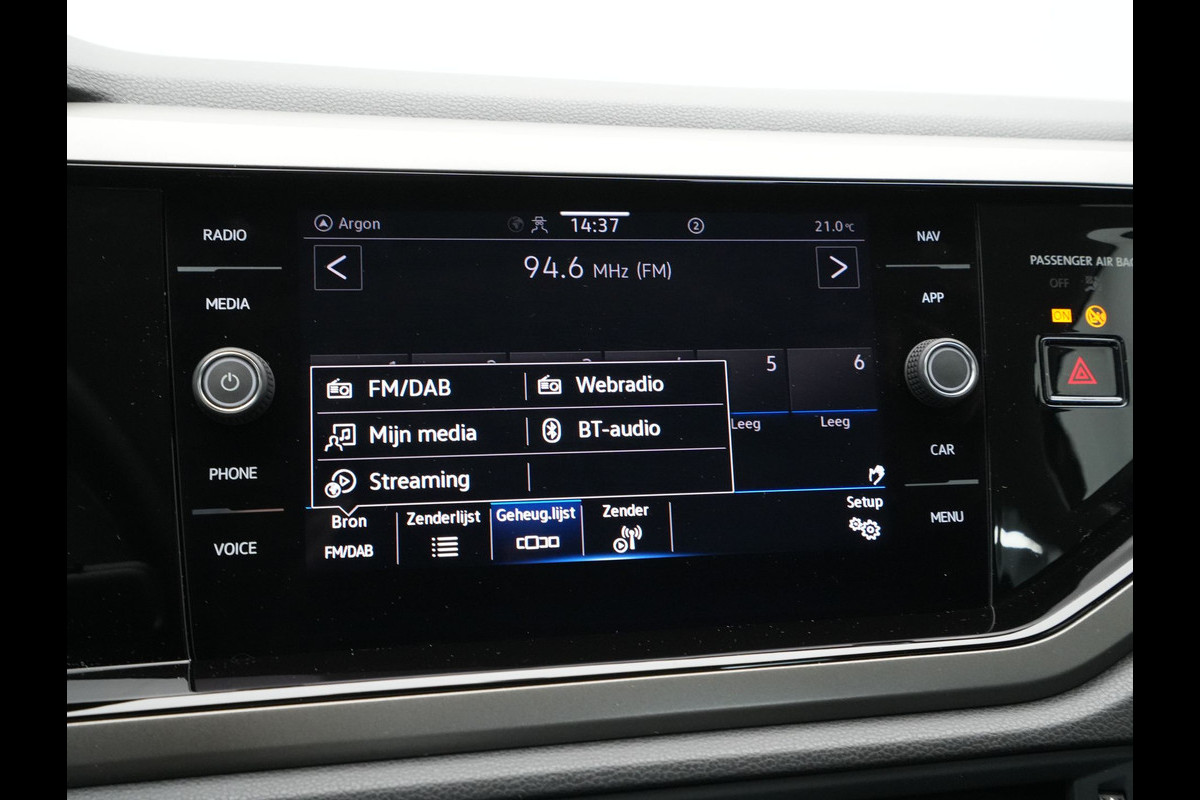 RADIO
MEDIA
PHONE
VOICE
Argon
14:37
2
21.0°C
94.6 MHz (FM)
5
6
FM/DAB
Webradio
Mijn media
BT-audio
Streaming
Leeg
Leeg
Bron
FM/DAB
Zenderlijst
Geheug.lijst
Zender
Setup
NAV
APP
CAR
MENU
PASSENGER AIR BAG
OFF
ON